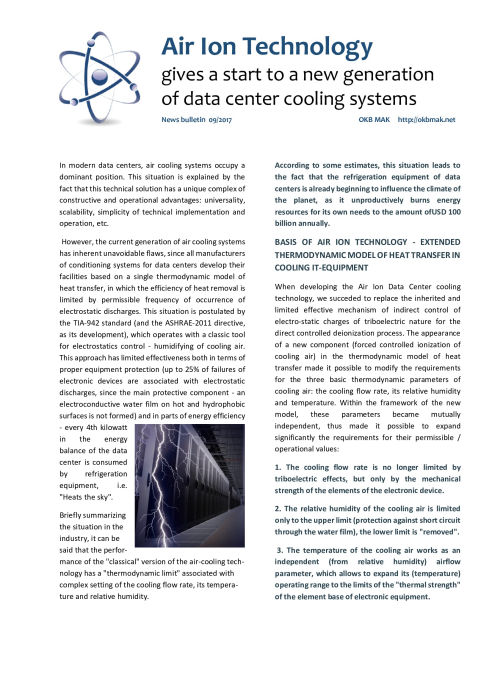 Air Ion Technology
gives a start to a new generation
of data center cooling systems
News bulletin 09/2017
OKB MAK http://okbmak.net
In modern data centers, air cooling systems occupy a
dominant position. This situation is explained by the
fact that this technical solution has a unique complex of
constructive and operational advantages: universality,
scalability, simplicity of technical implementation and
operation, etc.
However, the current generation of air cooling systems
has inherent unavoidable flaws, since all manufacturers
of conditioning systems for data centers develop their
facilities based on a single thermodynamic model of
heat transfer, in which the efficiency of heat removal is
limited by permissible frequency of occurrence of
electrostatic discharges. This situation is postulated by
the TIA-942 standard (and the ASHRAE-2011 directive,
as its development), which operates with a classic tool
for electrostatics control - humidifying of cooling air.
This approach has limited effectiveness both in terms of
proper equipment protection (up to 25% of failures of
electronic devices are associated with electrostatic
discharges, since the main protective component - an
electroconductive water film on hot and hydrophobic
surfaces is not formed) and in parts of energy efficiency
- every 4th kilowatt
in the energy
balance of the data
center is consumed
by refrigeration
equipment, i.e.
"Heats the sky".
Briefly summarizing
the situation in the
industry, it can be
said that the perfor-
mance of the "classical" version of the air-cooling tech-
nology has a "thermodynamic limit" associated with
complex setting of the cooling flow rate, its tempera-
ture and relative humidity.
According to some estimates, this situation leads to
the fact that the refrigeration equipment of data
centers is already beginning to influence the climate of
the planet, as it unproductively burns energy
resources for its own needs to the amount ofUSD 100
billion annually.
BASIS OF AIR ION TECHNOLOGY - EXTENDED
THERMODYNAMIC MODEL OF HEAT TRANSFER IN
COOLING IT-EQUIPMENT
When developing the Air Ion Data Center cooling
technology, we succeded to replace the inherited and
limited effective mechanism of indirect control of
electro-static charges of triboelectric nature for the
direct controlled deionization process. The appearance
of a new component (forced controlled ionization of
cooling air) in the thermodynamic model of heat
transfer made it possible to modify the requirements
for the three basic thermodynamic parameters of
cooling air: the cooling flow rate, its relative humidity
and temperature. Within the framework of the new
model, these parameters became mutually
independent, thus made it possible to expand
significantly the requirements for their permissible /
operational values:
1. The cooling flow rate is no longer limited by
triboelectric effects, but only by the mechanical
strength of the elements of the electronic device.
2. The relative humidity of the cooling air is limited
only to the upper limit (protection against short circuit
through the water film), the lower limit is "removed".
3. The temperature of the cooling air works as an
independent (from relative humidity) airflow
parameter, which allows to expand its (temperature)
operating range to the limits of the "thermal strength"
of the element base of electronic equipment.